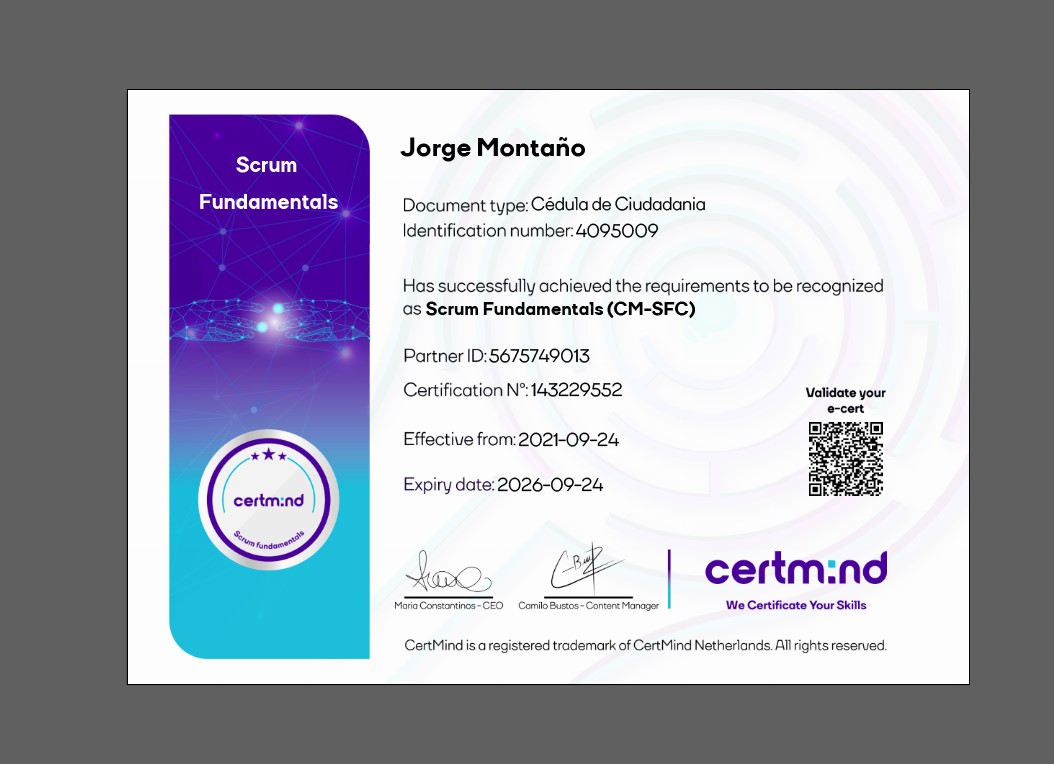 Scrum
Fundamentals
certm:nd
Scrum fundamentals
Jorge Montaño
Document type: Cédula de Ciudadania
Identification number: 4095009
Has successfully achieved the requirements to be recognized
as Scrum Fundamentals (CM-SFC)
Partner ID: 5675749013
Certification N°: 143229552
Effective from: 2021-09-24
Expiry date: 2026-09-24
Validate your
e-cert
Maria Constantinos - CEO
Camilo Bustos - Content Manager
certm:nd
We Certificate Your Skills
CertMind is a registered trademark of CertMind Netherlands. All rights reserved.